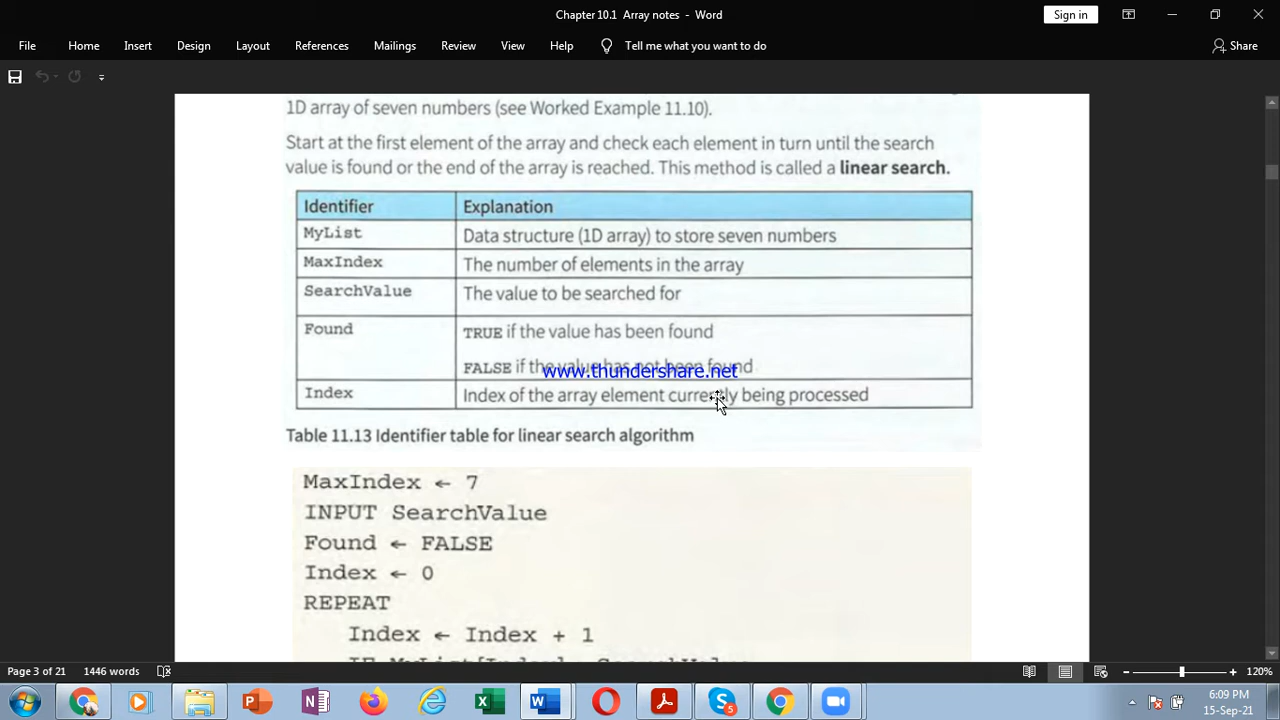 Chapter 10.1 Array notes - Word
Sign in
File Home Insert Design Layout References Mailings Review View Help Tell me what you want to do Share
1D array of seven numbers (see Worked Example 11.10).
Start at the first element of the array and check each element in turn until the search
value is found or the end of the array is reached. This method is called a linear search.
Identifier Explanation
MyList Data structure (1D array) to store seven numbers
MaxIndex The number of elements in the array
SearchValue The value to be searched for
Found TRUE if the value has been found
FALSE if the value has not been found
www.thundershare.net
Index Index of the array element currently being processed
Table 11.13 Identifier table for linear search algorithm
MaxIndex ← 7
INPUT SearchValue
Found ← FALSE
Index ← 0
REPEAT
Index ← Index + 1
Page 3 of 21 1446 words 120%
6:09 PM
15-Sep-21